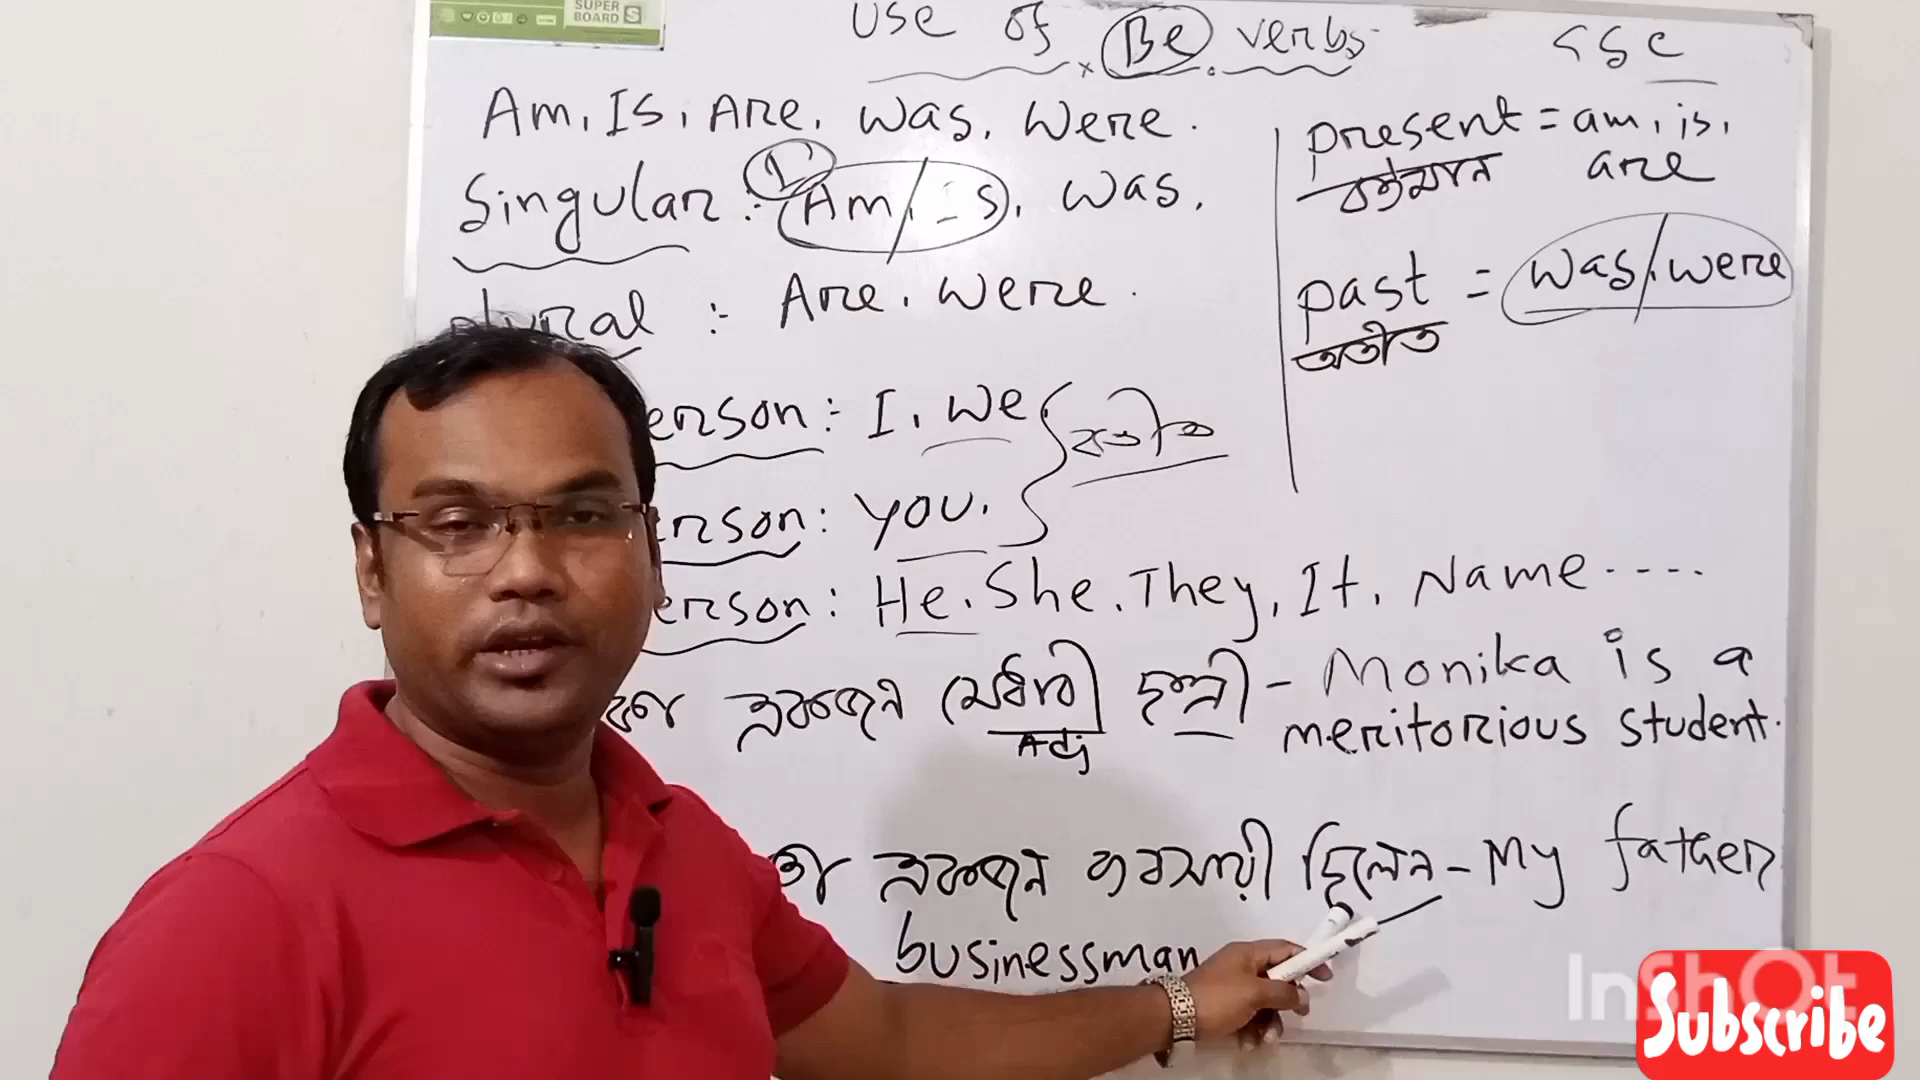 SUPER
BOARD S
Use of Be verbs
Am, Is, Are, Was, Were.
Singular :- I Am/Is, Was.
plural :- Are, Were.
erson :- I, We
erson : YOU.
erson : He, She, They, It, Name ....
একজন মেধাবী ছাত্রী - Monika is a
Adj
meritorious student.
একজন ব্যবসায়ী ছিলেন - My father
businessman
present = am, is,
বর্তমান are
past = was/were
অতীত
InShOt
Subscribe